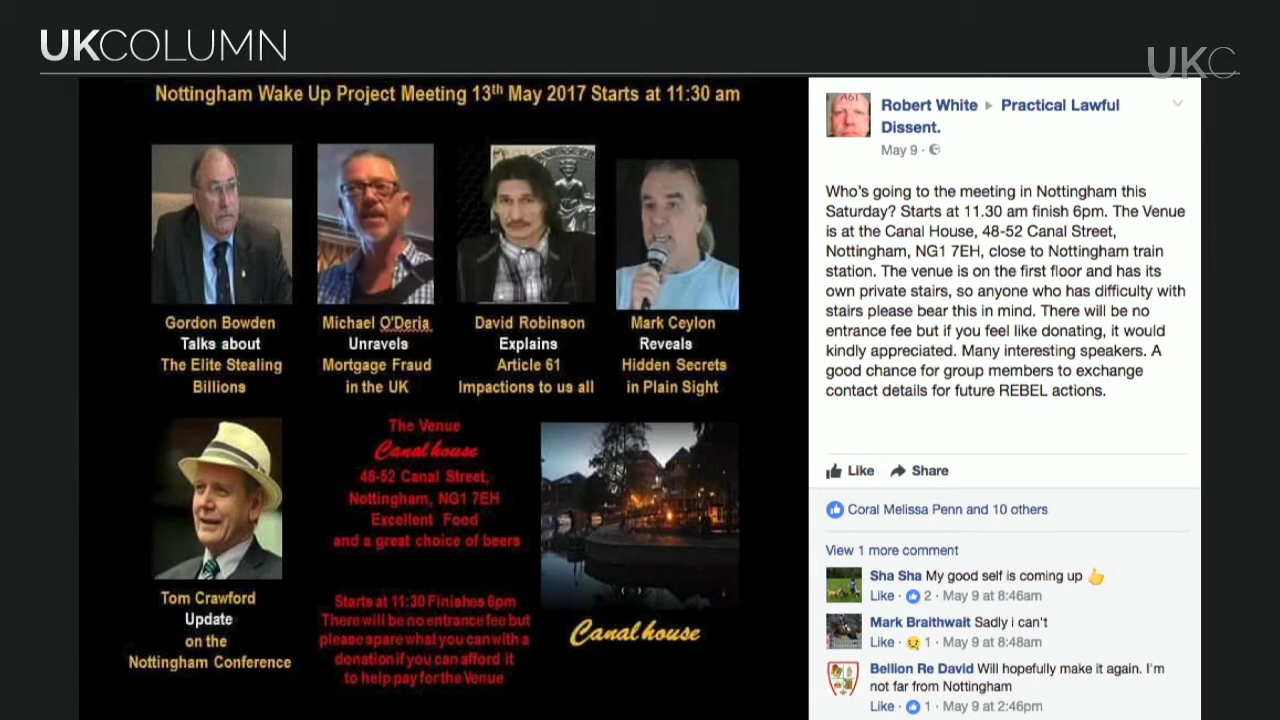 UKCOLUMN
UKC
Nottingham Wake Up Project Meeting 13th May 2017 Starts at 11:30 am
Gordon Bowden
Talks about
The Elite Stealing
Billions
Michael O'Deria
Unravels
Mortgage Fraud
in the UK
David Robinson
Explains
Article 61
Impactions to us all
Mark Ceylon
Reveals
Hidden Secrets
in Plain Sight
Tom Crawford
Update
on the
Nottingham Conference
The Venue
Canal house
48-52 Canal Street,
Nottingham, NG1 7EH
Excellent Food
and a great choice of beers
Starts at 11:30 Finishes 6pm
There will be no entrance fee but
please spare what you can with a
donation if you can afford it
to help pay for the Venue
Canal house
A61
Robert White ▸ Practical Lawful
Dissent.
May 9 ·
Who's going to the meeting in Nottingham this
Saturday? Starts at 11.30 am finish 6pm. The Venue
is at the Canal House, 48-52 Canal Street,
Nottingham, NG1 7EH, close to Nottingham train
station. The venue is on the first floor and has its
own private stairs, so anyone who has difficulty with
stairs please bear this in mind. There will be no
entrance fee but if you feel like donating, it would
kindly appreciated. Many interesting speakers. A
good chance for group members to exchange
contact details for future REBEL actions.
Like Share
Coral Melissa Penn and 10 others
View 1 more comment
Sha Sha My good self is coming up 👍
Like · 2 · May 9 at 8:46am
Mark Braithwait Sadly i can't
Like · 1 · May 9 at 8:48am
Bellion Re David Will hopefully make it again. I'm
not far from Nottingham
Like · 1 · May 9 at 2:46pm